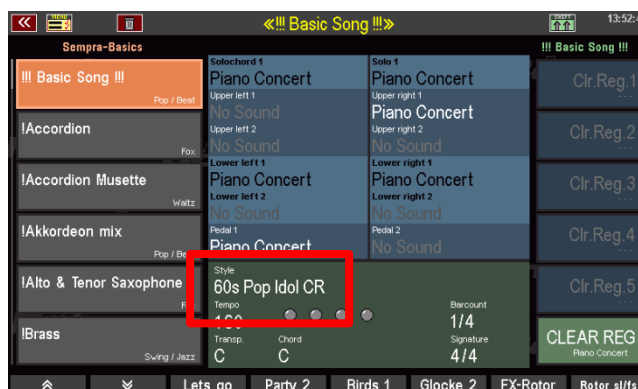 MENU
«!!! Basic Song !!!»
SHIFT
13:52:
Sempra-Basics
!!! Basic Song !!!
!!! Basic Song !!!
Pop / Beat
!Accordion
Fox
!Accordion Musette
Waltz
!Akkordeon mix
!Alto & Tenor Saxophone
!Brass
Swing / Jazz
Solochord 1
Piano Concert
Solo 1
Piano Concert
Upper left 1
No Sound
Upper right 1
Piano Concert
Upper left 2
No Sound
Upper right 2
No Sound
Lower left 1
Piano Concert
Lower right 1
Piano Concert
Lower left 2
No Sound
Lower right 2
No Sound
Pedal 1
Piano Concert
Pedal 2
No Sound
Style
60s Pop Idol CR
Tempo
Barcount
1/4
Transp.
C
Chord
C
Signature
4/4
Clr.Reg.1
Clr.Reg.2
Clr.Reg.3
Clr.Reg.4
Clr.Reg.5
CLEAR REG
Piano Concert
Lets go
Party 2
Birds 1
Glocke 2
FX-Rotor
Rotor sl/fs